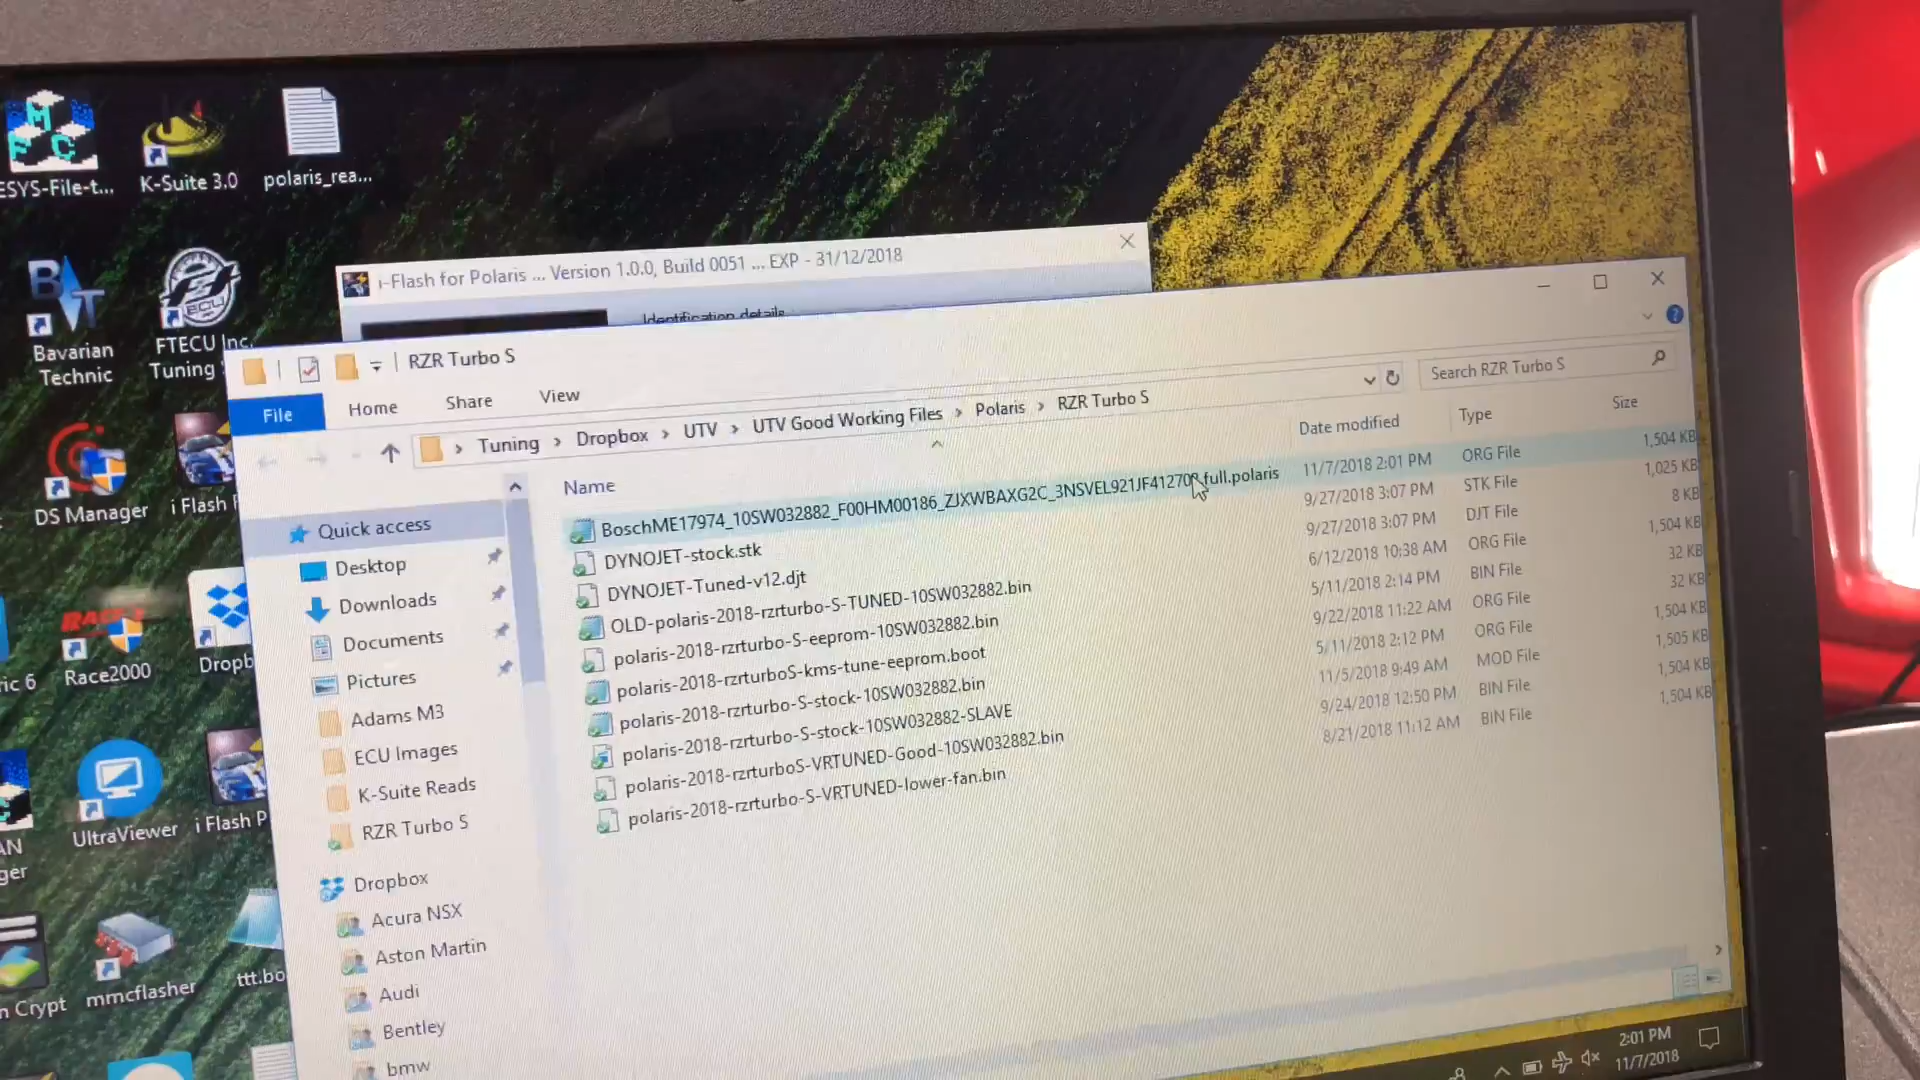 ESYS-File-t...
K-Suite 3.0
polaris_rea...
Bavarian
Technic
FTECU Inc.
Tuning
DS Manager
i Flash
Race2000
Dropb
UltraViewer
i Flash P
mmcflasher
ttt.bo
n Crypt
i-Flash for Polaris ... Version 1.0.0, Build 0051 ... EXP - 31/12/2018
Identification details
RZR Turbo S
File
Home
Share
View
Tuning > Dropbox > UTV > UTV Good Working Files > Polaris > RZR Turbo S
Search RZR Turbo S
Name
Date modified
Type
Size
BoschME17974_10SW032882_F00HM00186_ZJXWBAXG2C_3NSVEL921JF412708_full.polaris
11/7/2018 2:01 PM
ORG File
1,504 KB
DYNOJET-stock.stk
9/27/2018 3:07 PM
STK File
1,025 KB
DYNOJET-Tuned-v12.djt
9/27/2018 3:07 PM
DJT File
8 KB
OLD-polaris-2018-rzrturbo-S-TUNED-10SW032882.bin
6/12/2018 10:38 AM
ORG File
1,504 KB
polaris-2018-rzrturbo-S-eeprom-10SW032882.bin
5/11/2018 2:14 PM
BIN File
32 KB
polaris-2018-rzrturboS-kms-tune-eeprom.boot
9/22/2018 11:22 AM
ORG File
32 KB
polaris-2018-rzrturbo-S-stock-10SW032882.bin
5/11/2018 2:12 PM
ORG File
1,504 KB
polaris-2018-rzrturbo-S-stock-10SW032882-SLAVE
11/5/2018 9:49 AM
MOD File
1,505 KB
polaris-2018-rzrturboS-VRTUNED-Good-10SW032882.bin
9/24/2018 12:50 PM
BIN File
1,504 KB
polaris-2018-rzrturbo-S-VRTUNED-lower-fan.bin
8/21/2018 11:12 AM
BIN File
1,504 KB
Quick access
Desktop
Downloads
Documents
Pictures
Adams M3
ECU Images
K-Suite Reads
RZR Turbo S
Dropbox
Acura NSX
Aston Martin
Audi
Bentley
bmw
2:01 PM
11/7/2018